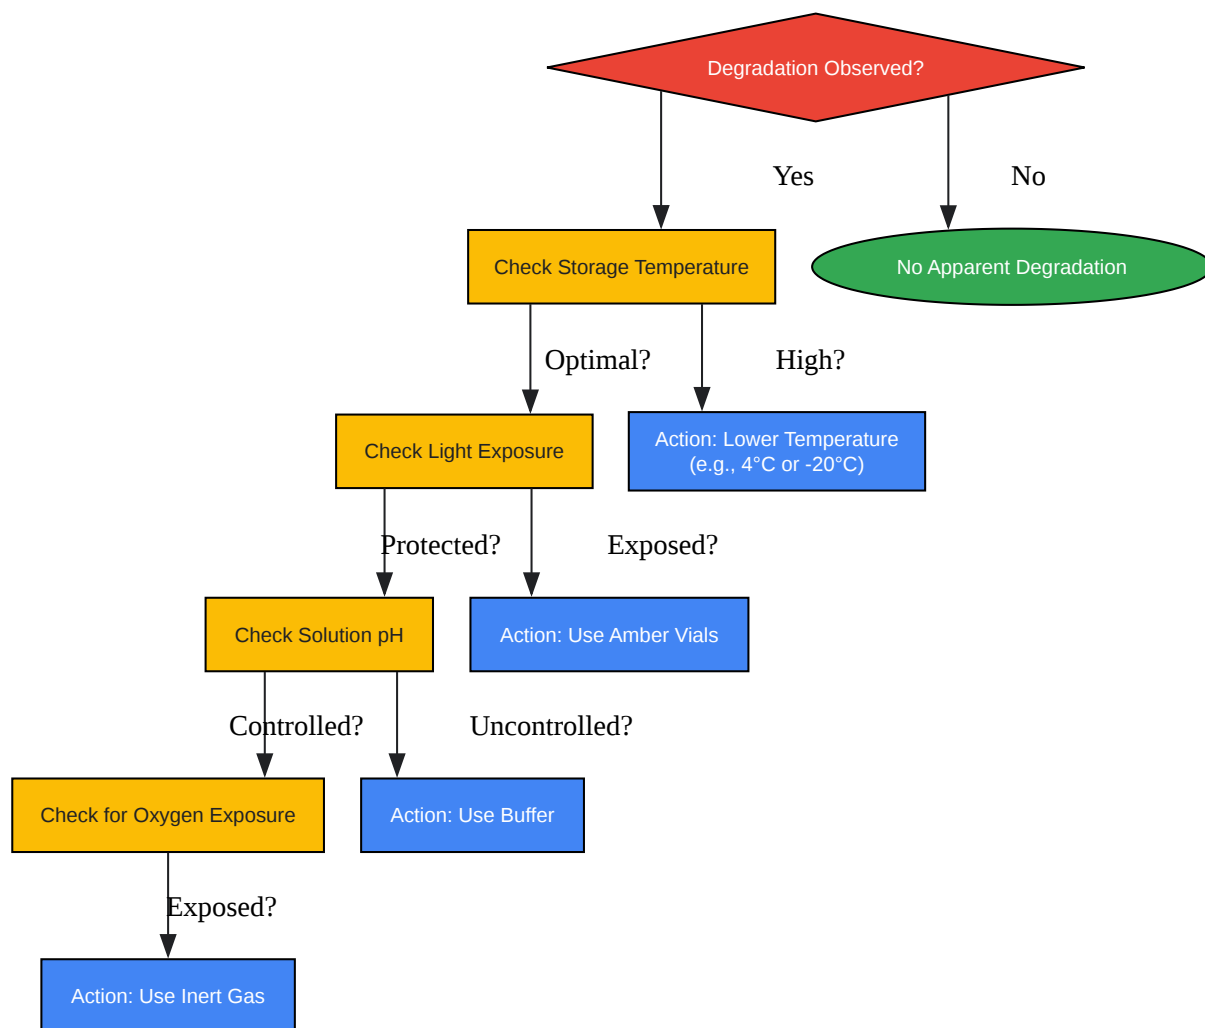 Degradation Observed?
Yes
No
Check Storage Temperature
No Apparent Degradation
Optimal?
High?
Check Light Exposure
Action: Lower Temperature
(e.g., 4°C or -20°C)
Protected?
Exposed?
Check Solution pH
Action: Use Amber Vials
Controlled?
Uncontrolled?
Check for Oxygen Exposure
Action: Use Buffer
Exposed?
Action: Use Inert Gas